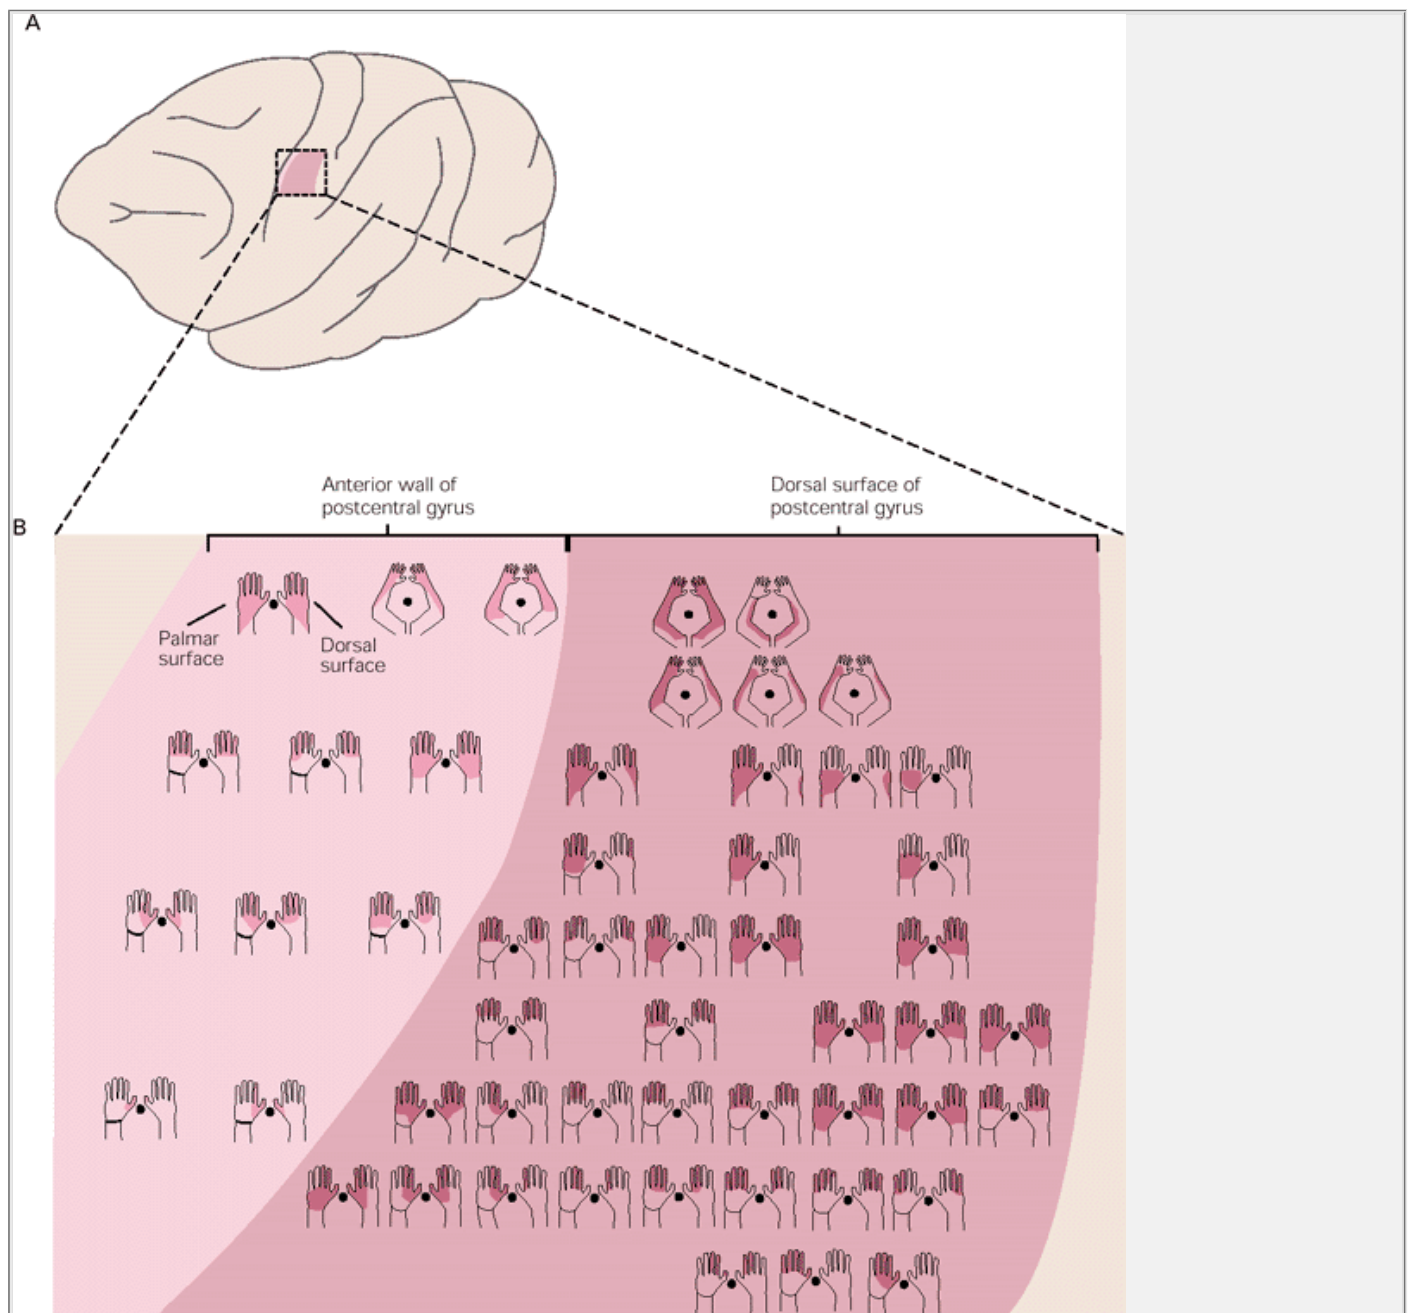 A
Anterior wall of
postcentral gyrus
Dorsal surface of
postcentral gyrus
B
Palmar
surface
Dorsal
surface